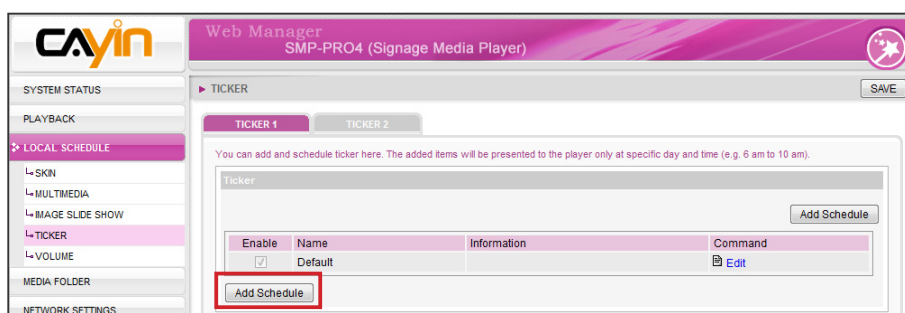 CAYIN
Web Manager
SMP-PRO4 (Signage Media Player)
SYSTEM STATUS
PLAYBACK
LOCAL SCHEDULE
SKIN
MULTIMEDIA
IMAGE SLIDE SHOW
TICKER
VOLUME
MEDIA FOLDER
NETWORK SETTINGS
TICKER
SAVE
TICKER 1
TICKER 2
You can add and schedule ticker here. The added items will be presented to the player only at specific day and time (e.g. 6 am to 10 am).
Ticker
Add Schedule
Enable Name Information Command
Default Edit
Add Schedule